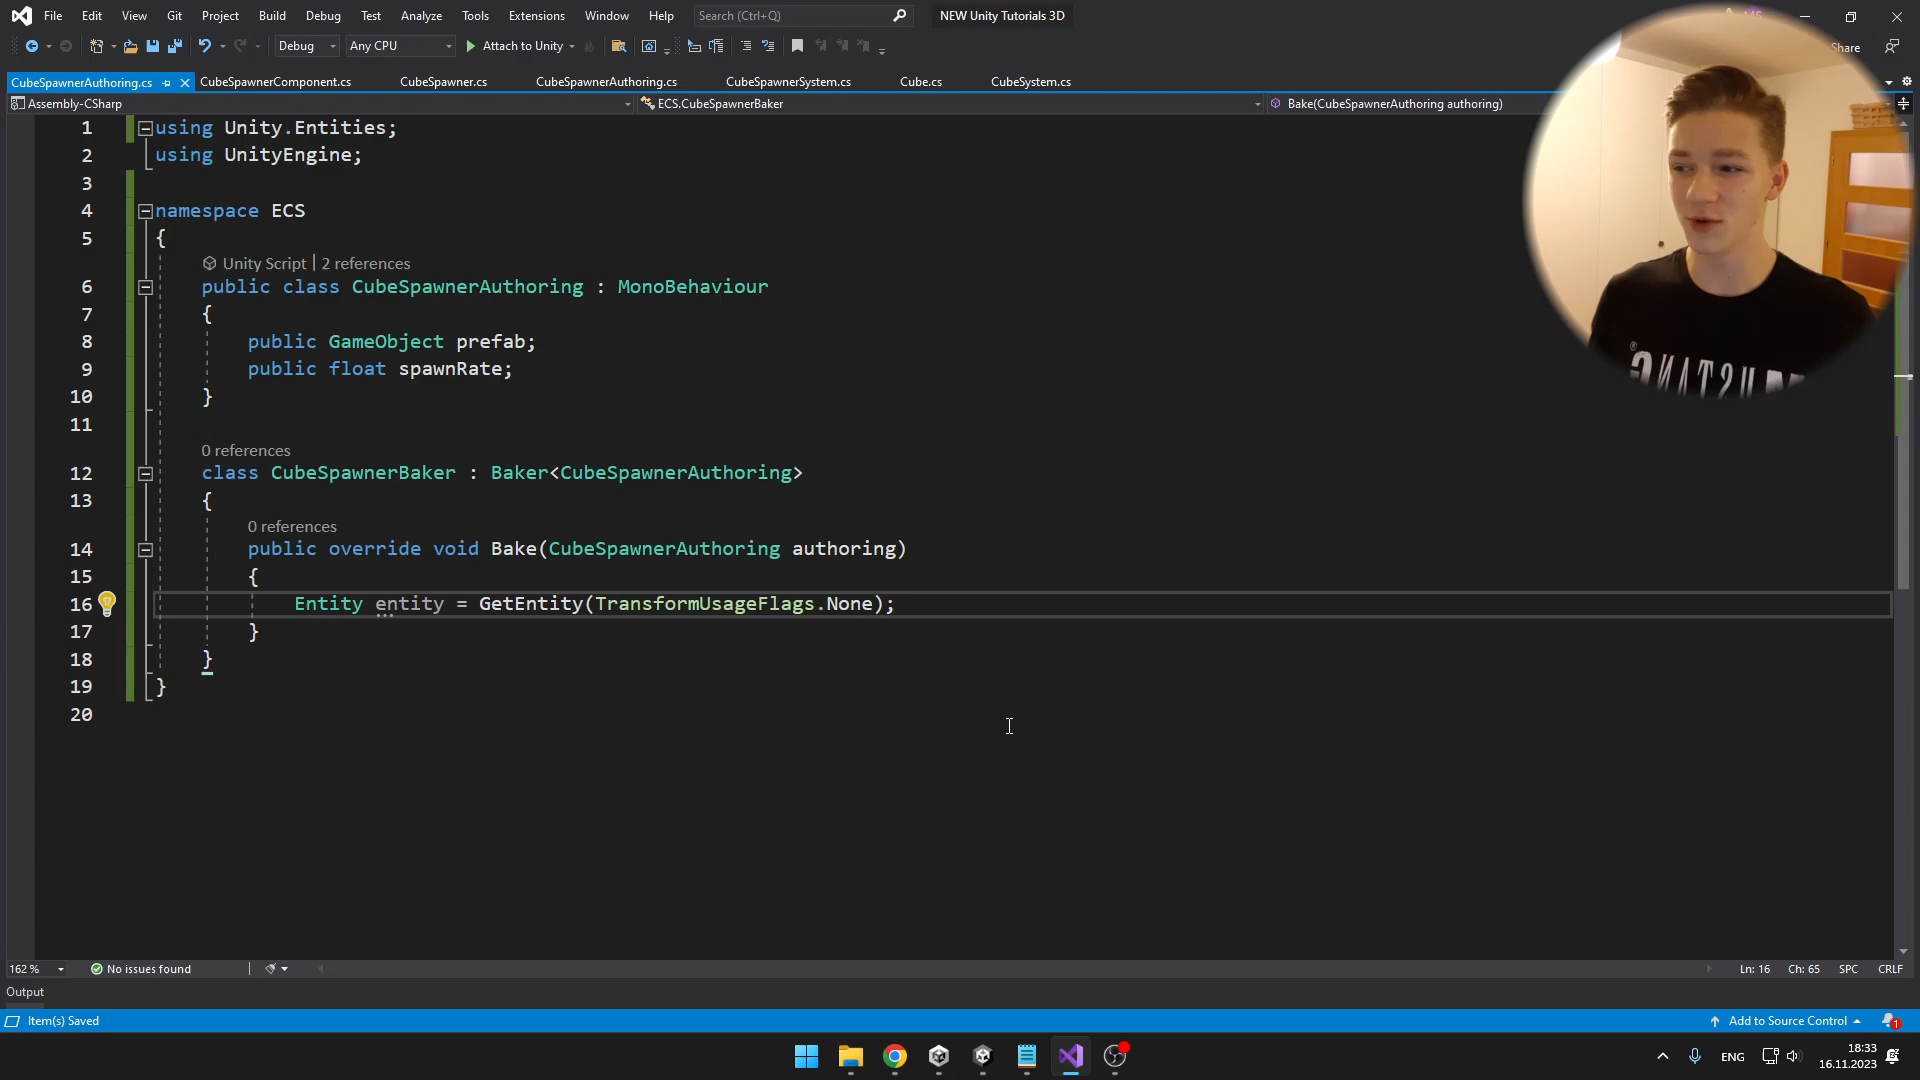 File Edit View Git Project Build Debug Test Analyze Tools Extensions Window Help Search (Ctrl+Q) NEW Unity Tutorials 3D
Debug Any CPU Attach to Unity Share
CubeSpawnerAuthoring.cs CubeSpawnerComponent.cs CubeSpawner.cs CubeSpawnerAuthoring.cs CubeSpawnerSystem.cs Cube.cs CubeSystem.cs
Assembly-CSharp ECS.CubeSpawnerBaker Bake(CubeSpawnerAuthoring authoring)
1 using Unity.Entities;
2 using UnityEngine;
3
4 namespace ECS
5 {
Unity Script | 2 references
6 public class CubeSpawnerAuthoring : MonoBehaviour
7 {
8 public GameObject prefab;
9 public float spawnRate;
10 }
11
0 references
12 class CubeSpawnerBaker : Baker<CubeSpawnerAuthoring>
13 {
0 references
14 public override void Bake(CubeSpawnerAuthoring authoring)
15 {
16 Entity entity = GetEntity(TransformUsageFlags.None);
17 }
18 }
19 }
20
162 % No issues found Ln: 16 Ch: 65 SPC CRLF
Output
Item(s) Saved Add to Source Control 1
ENG 18:33
16.11.2023